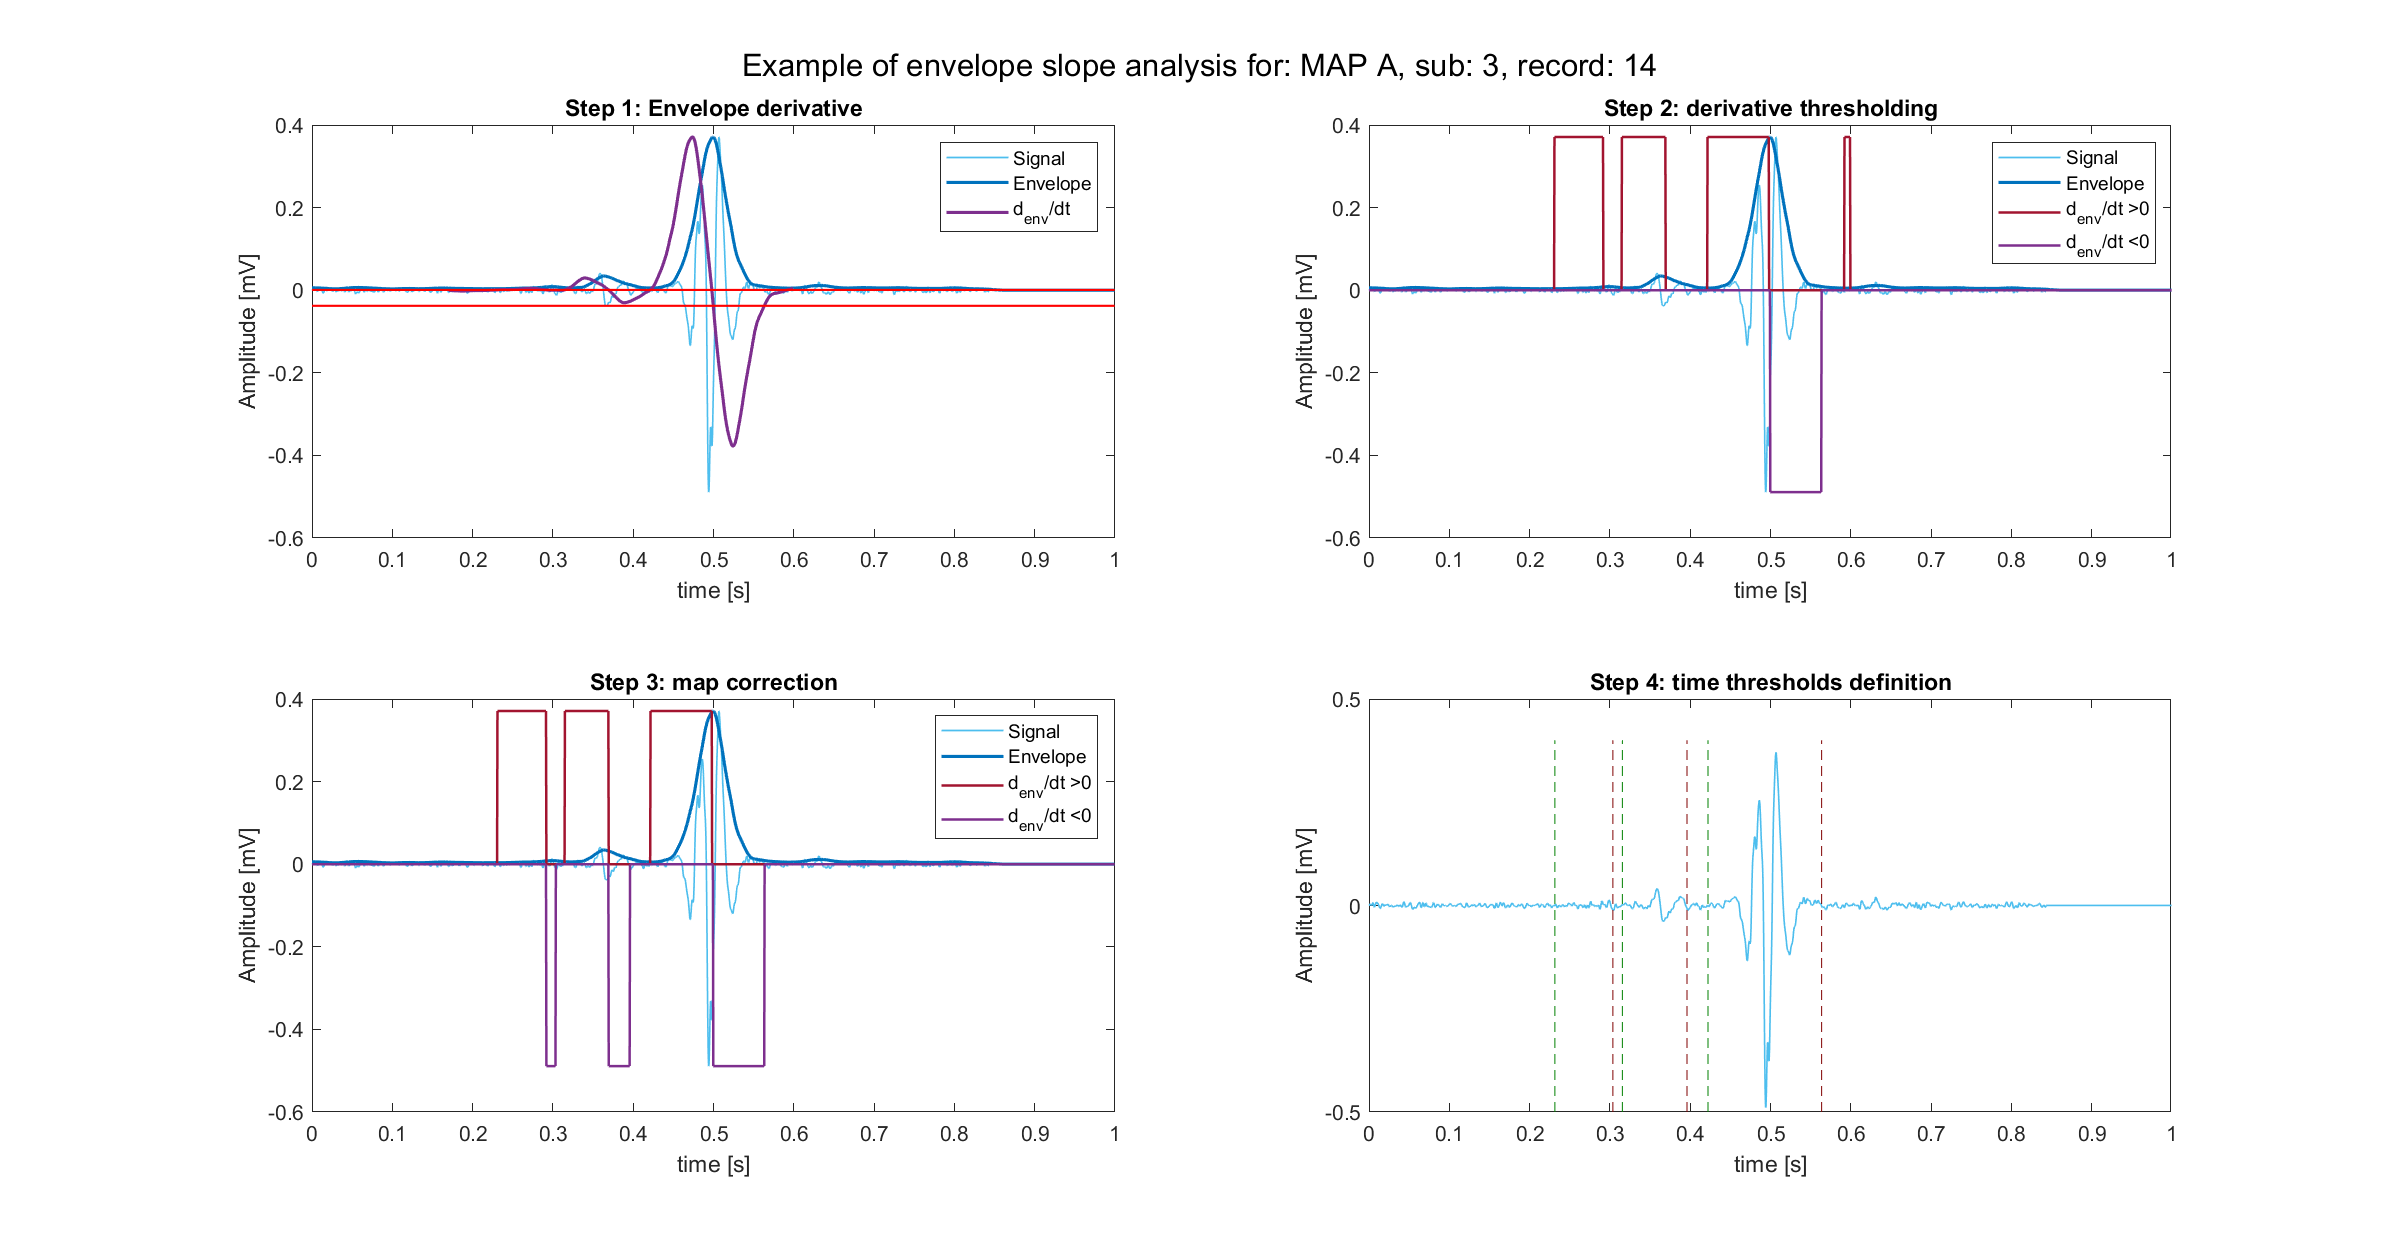 Example of envelope slope analysis for: MAP A, sub: 3, record: 14
Step 1: Envelope derivative
0.4
0.2
0
-0.2
-0.4
-0.6
Amplitude [mV]
0 0.1 0.2 0.3 0.4 0.5 0.6 0.7 0.8 0.9 1
time [s]
Signal
Envelope
d_env/dt
Step 2: derivative thresholding
0.4
0.2
0
-0.2
-0.4
-0.6
Amplitude [mV]
0 0.1 0.2 0.3 0.4 0.5 0.6 0.7 0.8 0.9 1
time [s]
Signal
Envelope
d_env/dt >0
d_env/dt <0
Step 3: map correction
0.4
0.2
0
-0.2
-0.4
-0.6
Amplitude [mV]
0 0.1 0.2 0.3 0.4 0.5 0.6 0.7 0.8 0.9 1
time [s]
Signal
Envelope
d_env/dt >0
d_env/dt <0
Step 4: time thresholds definition
0.5
0
-0.5
Amplitude [mV]
0 0.1 0.2 0.3 0.4 0.5 0.6 0.7 0.8 0.9 1
time [s]